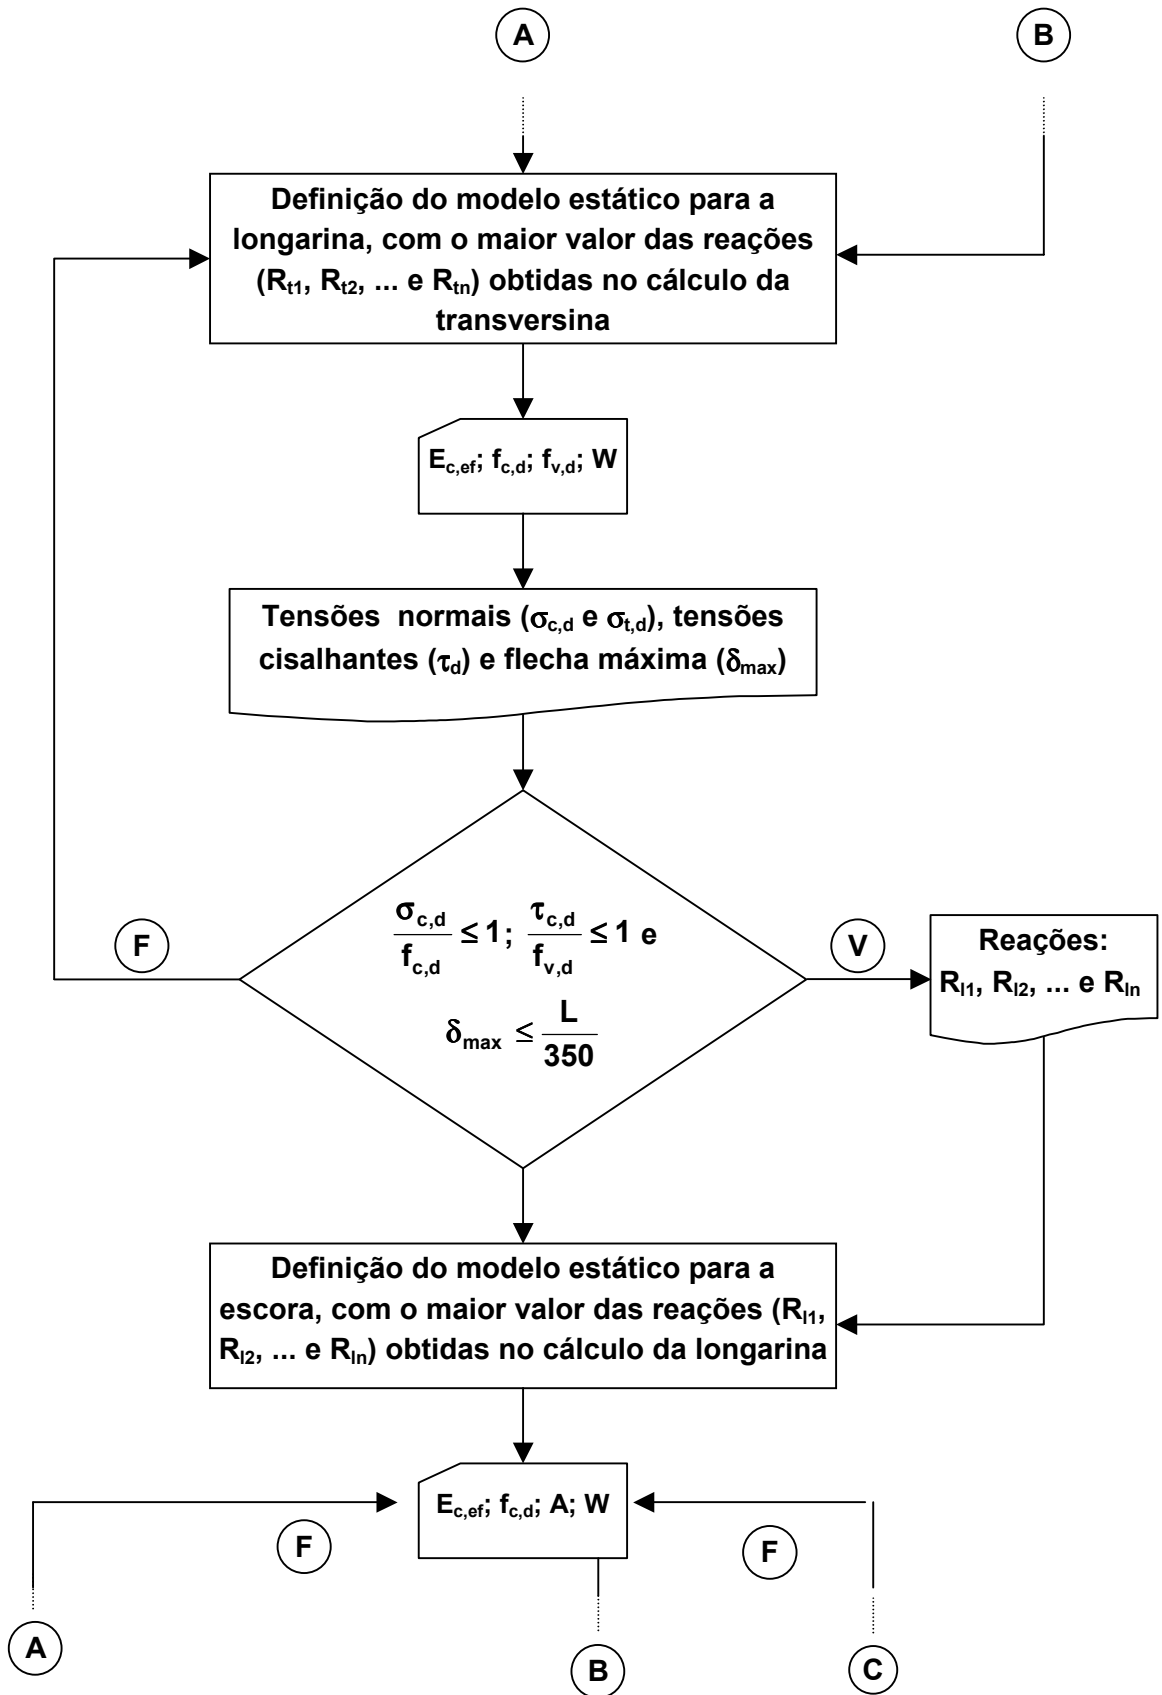 A
B
Definição do modelo estático para a
longarina, com o maior valor das reações
(Rt1, Rt2, ... e Rtn) obtidas no cálculo da
transversina
Ec,ef; fc,d; fv,d; W
Tensões normais (σc,d e σt,d), tensões
cisalhantes (τd) e flecha máxima (δmax)
F
σc,d/fc,d ≤ 1; τc,d/fv,d ≤ 1 e
δmax ≤ L/350
V
Reações:
Rl1, Rl2, ... e Rln
Definição do modelo estático para a
escora, com o maior valor das reações (Rl1,
Rl2, ... e Rln) obtidas no cálculo da longarina
Ec,ef; fc,d; A; W
F
F
A
B
C